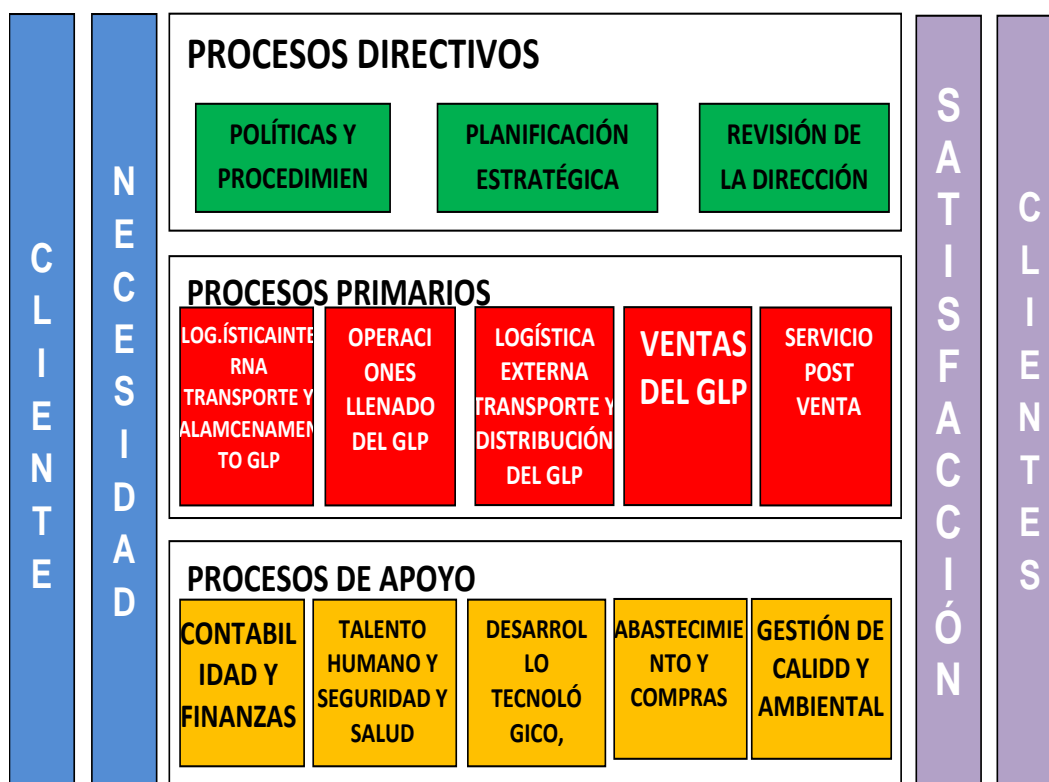 CLIENTE
NECESIDAD
PROCESOS DIRECTIVOS
POLÍTICAS Y
PROCEDIMIEN
PLANIFICACIÓN
ESTRATÉGICA
REVISIÓN DE
LA DIRECCIÓN
PROCESOS PRIMARIOS
LOG.ÍSTICAINTE
RNA
TRANSPORTE Y
ALAMCENAMEN
TO GLP
OPERACI
ONES
LLENADO
DEL GLP
LOGÍSTICA
EXTERNA
TRANSPORTE Y
DISTRIBUCIÓN
DEL GLP
VENTAS
DEL GLP
SERVICIO
POST
VENTA
PROCESOS DE APOYO
CONTABIL
IDAD Y
FINANZAS
TALENTO
HUMANO Y
SEGURIDAD Y
SALUD
DESARROL
LO
TECNOLÓ
GICO,
ABASTECIMIE
NTO Y
COMPRAS
GESTIÓN DE
CALIDD Y
AMBIENTAL
SATISFACCIÓN
CLIENTES